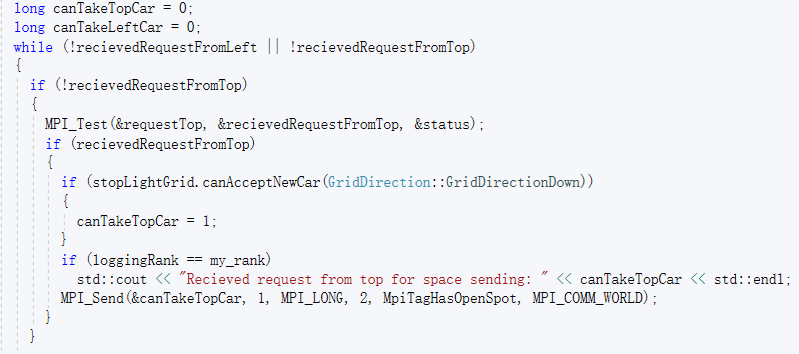 long canTakeTopCar = 0;
long canTakeLeftCar = 0;
while (!recievedRequestFromLeft || !recievedRequestFromTop)
{
if (!recievedRequestFromTop)
{
MPI_Test(&requestTop, &recievedRequestFromTop, &status);
if (recievedRequestFromTop)
{
if (stopLightGrid.canAcceptNewCar(GridDirection::GridDirectionDown))
{
canTakeTopCar = 1;
}
if (loggingRank == my_rank)
std::cout << "Recieved request from top for space sending: " << canTakeTopCar << std::endl;
MPI_Send(&canTakeTopCar, 1, MPI_LONG, 2, MpiTagHasOpenSpot, MPI_COMM_WORLD);
}
}